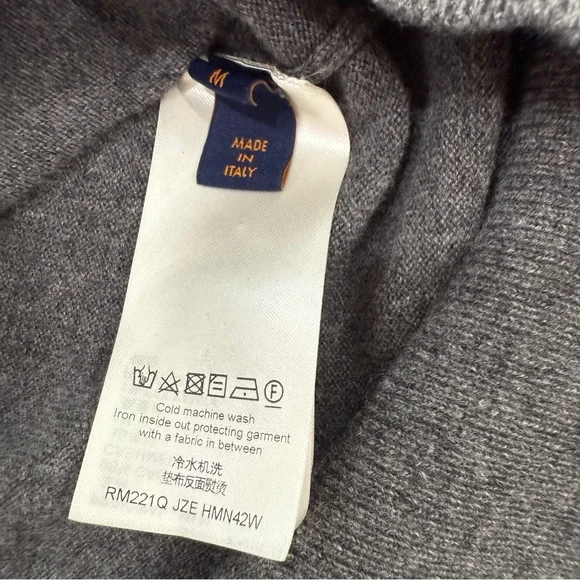 M
MADE
IN
ITALY
F
Cold machine wash
Iron inside out protecting garment
with a fabric in between
冷水机洗
垫布反面熨烫
RM221Q JZE HMN42W